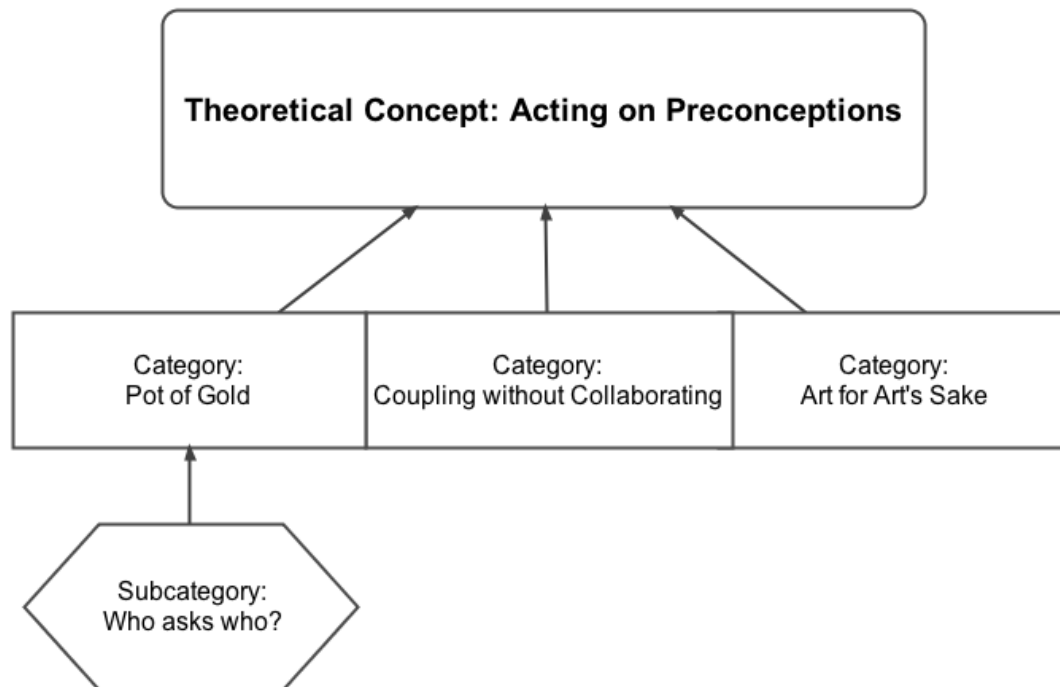 Theoretical Concept: Acting on Preconceptions
Category:
Pot of Gold
Category:
Coupling without Collaborating
Category:
Art for Art's Sake
Subcategory:
Who asks who?